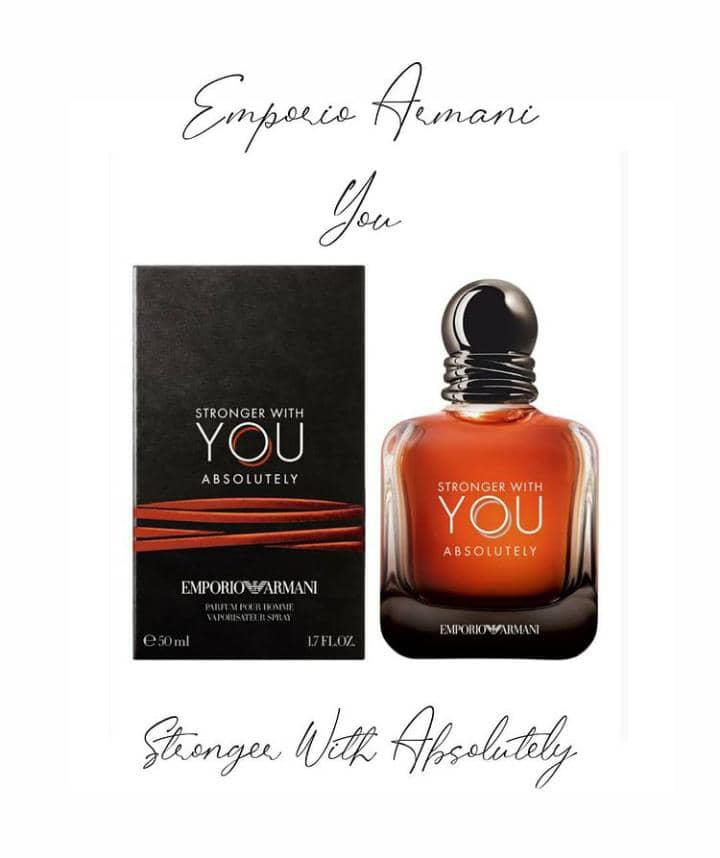 Emporio Armani
You
STRONGER WITH
YOU
ABSOLUTELY
EMPORIO ARMANI
PARFUM POUR HOMME
VAPORISATEUR SPRAY
℮ 50 ml 1.7 FL.OZ.
STRONGER WITH
YOU
ABSOLUTELY
EMPORIO ARMANI
Stronger With Absolutely